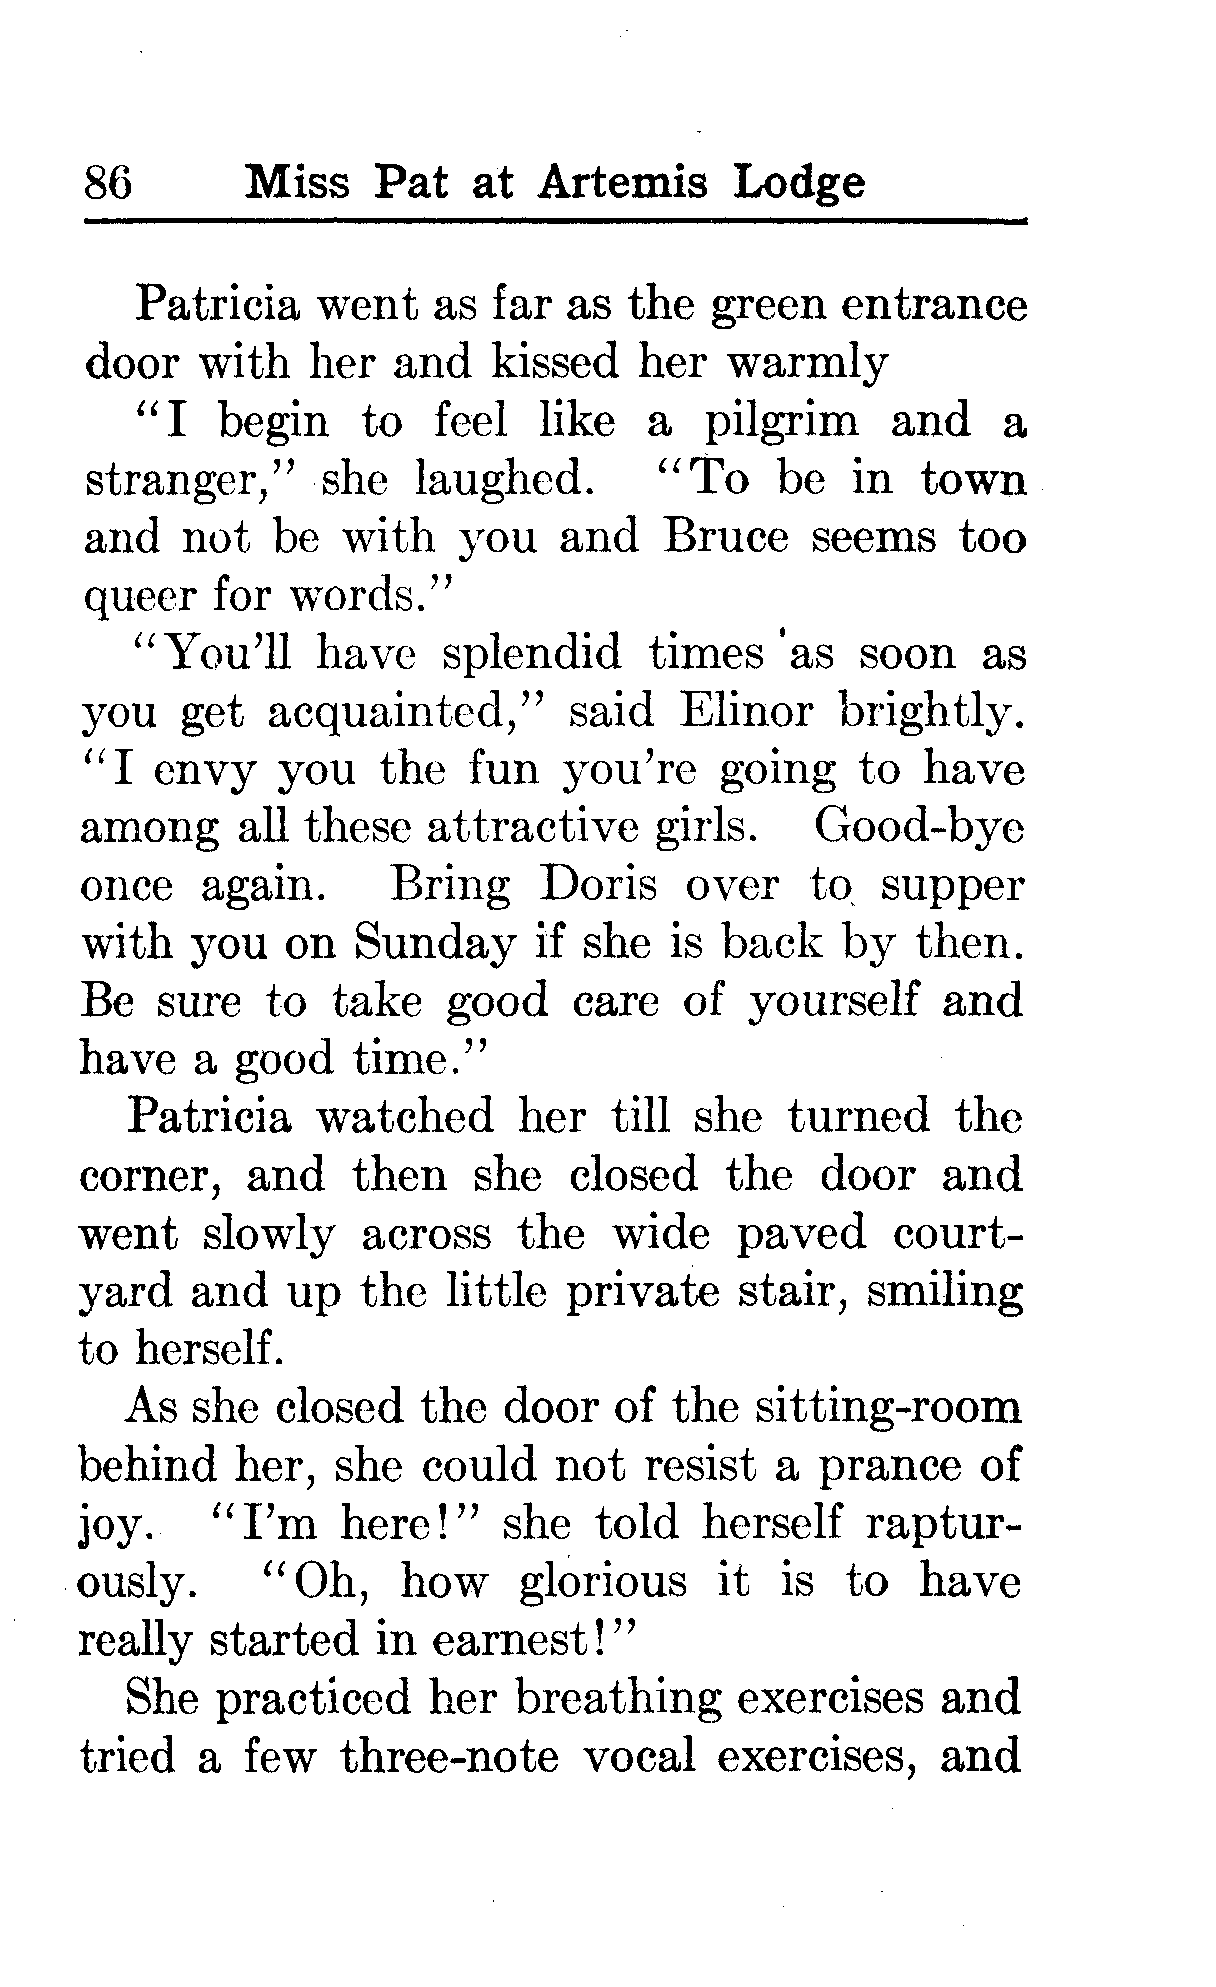 86 Miss Pat at Artemis Lodge
Patricia went as far as the green entrance
door with her and kissed her warmly
"I begin to feel like a pilgrim and a
stranger," she laughed. "To be in town
and not be with you and Bruce seems too
queer for words."
"You'll have splendid times as soon as
you get acquainted," said Elinor brightly.
"I envy you the fun you're going to have
among all these attractive girls. Good-bye
once again. Bring Doris over to supper
with you on Sunday if she is back by then.
Be sure to take good care of yourself and
have a good time."
Patricia watched her till she turned the
corner, and then she closed the door and
went slowly across the wide paved court-
yard and up the little private stair, smiling
to herself.
As she closed the door of the sitting-room
behind her, she could not resist a prance of
joy. "I'm here!" she told herself raptur-
ously. "Oh, how glorious it is to have
really started in earnest!"
She practiced her breathing exercises and
tried a few three-note vocal exercises, and